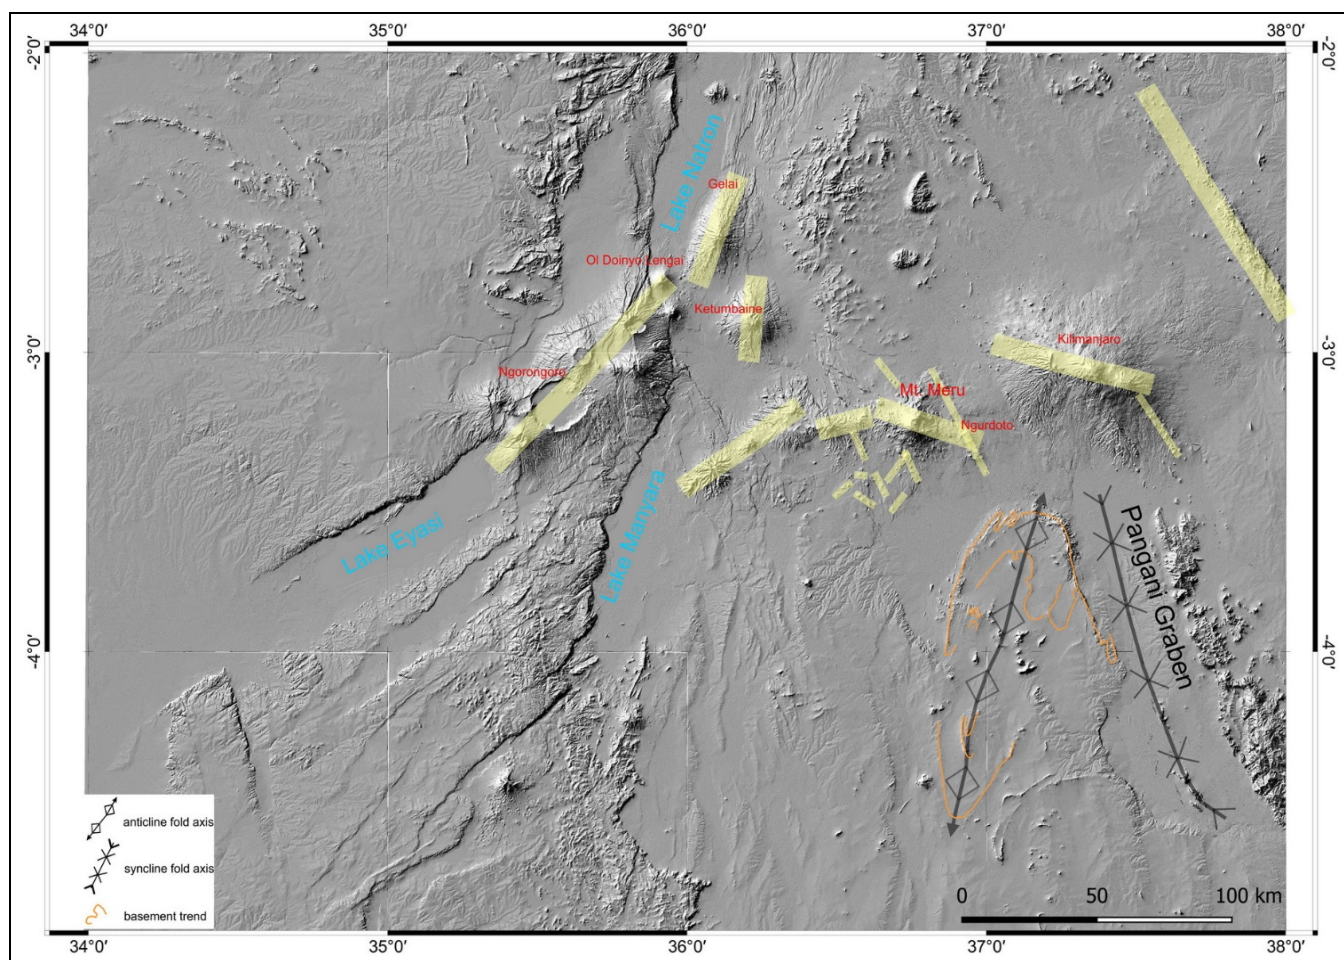 34°0′ 35°0′ 36°0′ 37°0′ 38°0′
-2°0′ -2°0′
Lake Natron
Gelai
Ol Doinyo Lengai
Ketumbaine
-3°0′ -3°0′
Kilimanjaro
Ngorongoro
Mt. Meru
Ngurdoto
Lake Manyara
Lake Eyasi
Pangani Graben
-4°0′ -4°0′
anticline fold axis
syncline fold axis
basement trend
0 50 100 km
34°0′ 35°0′ 36°0′ 37°0′ 38°0′